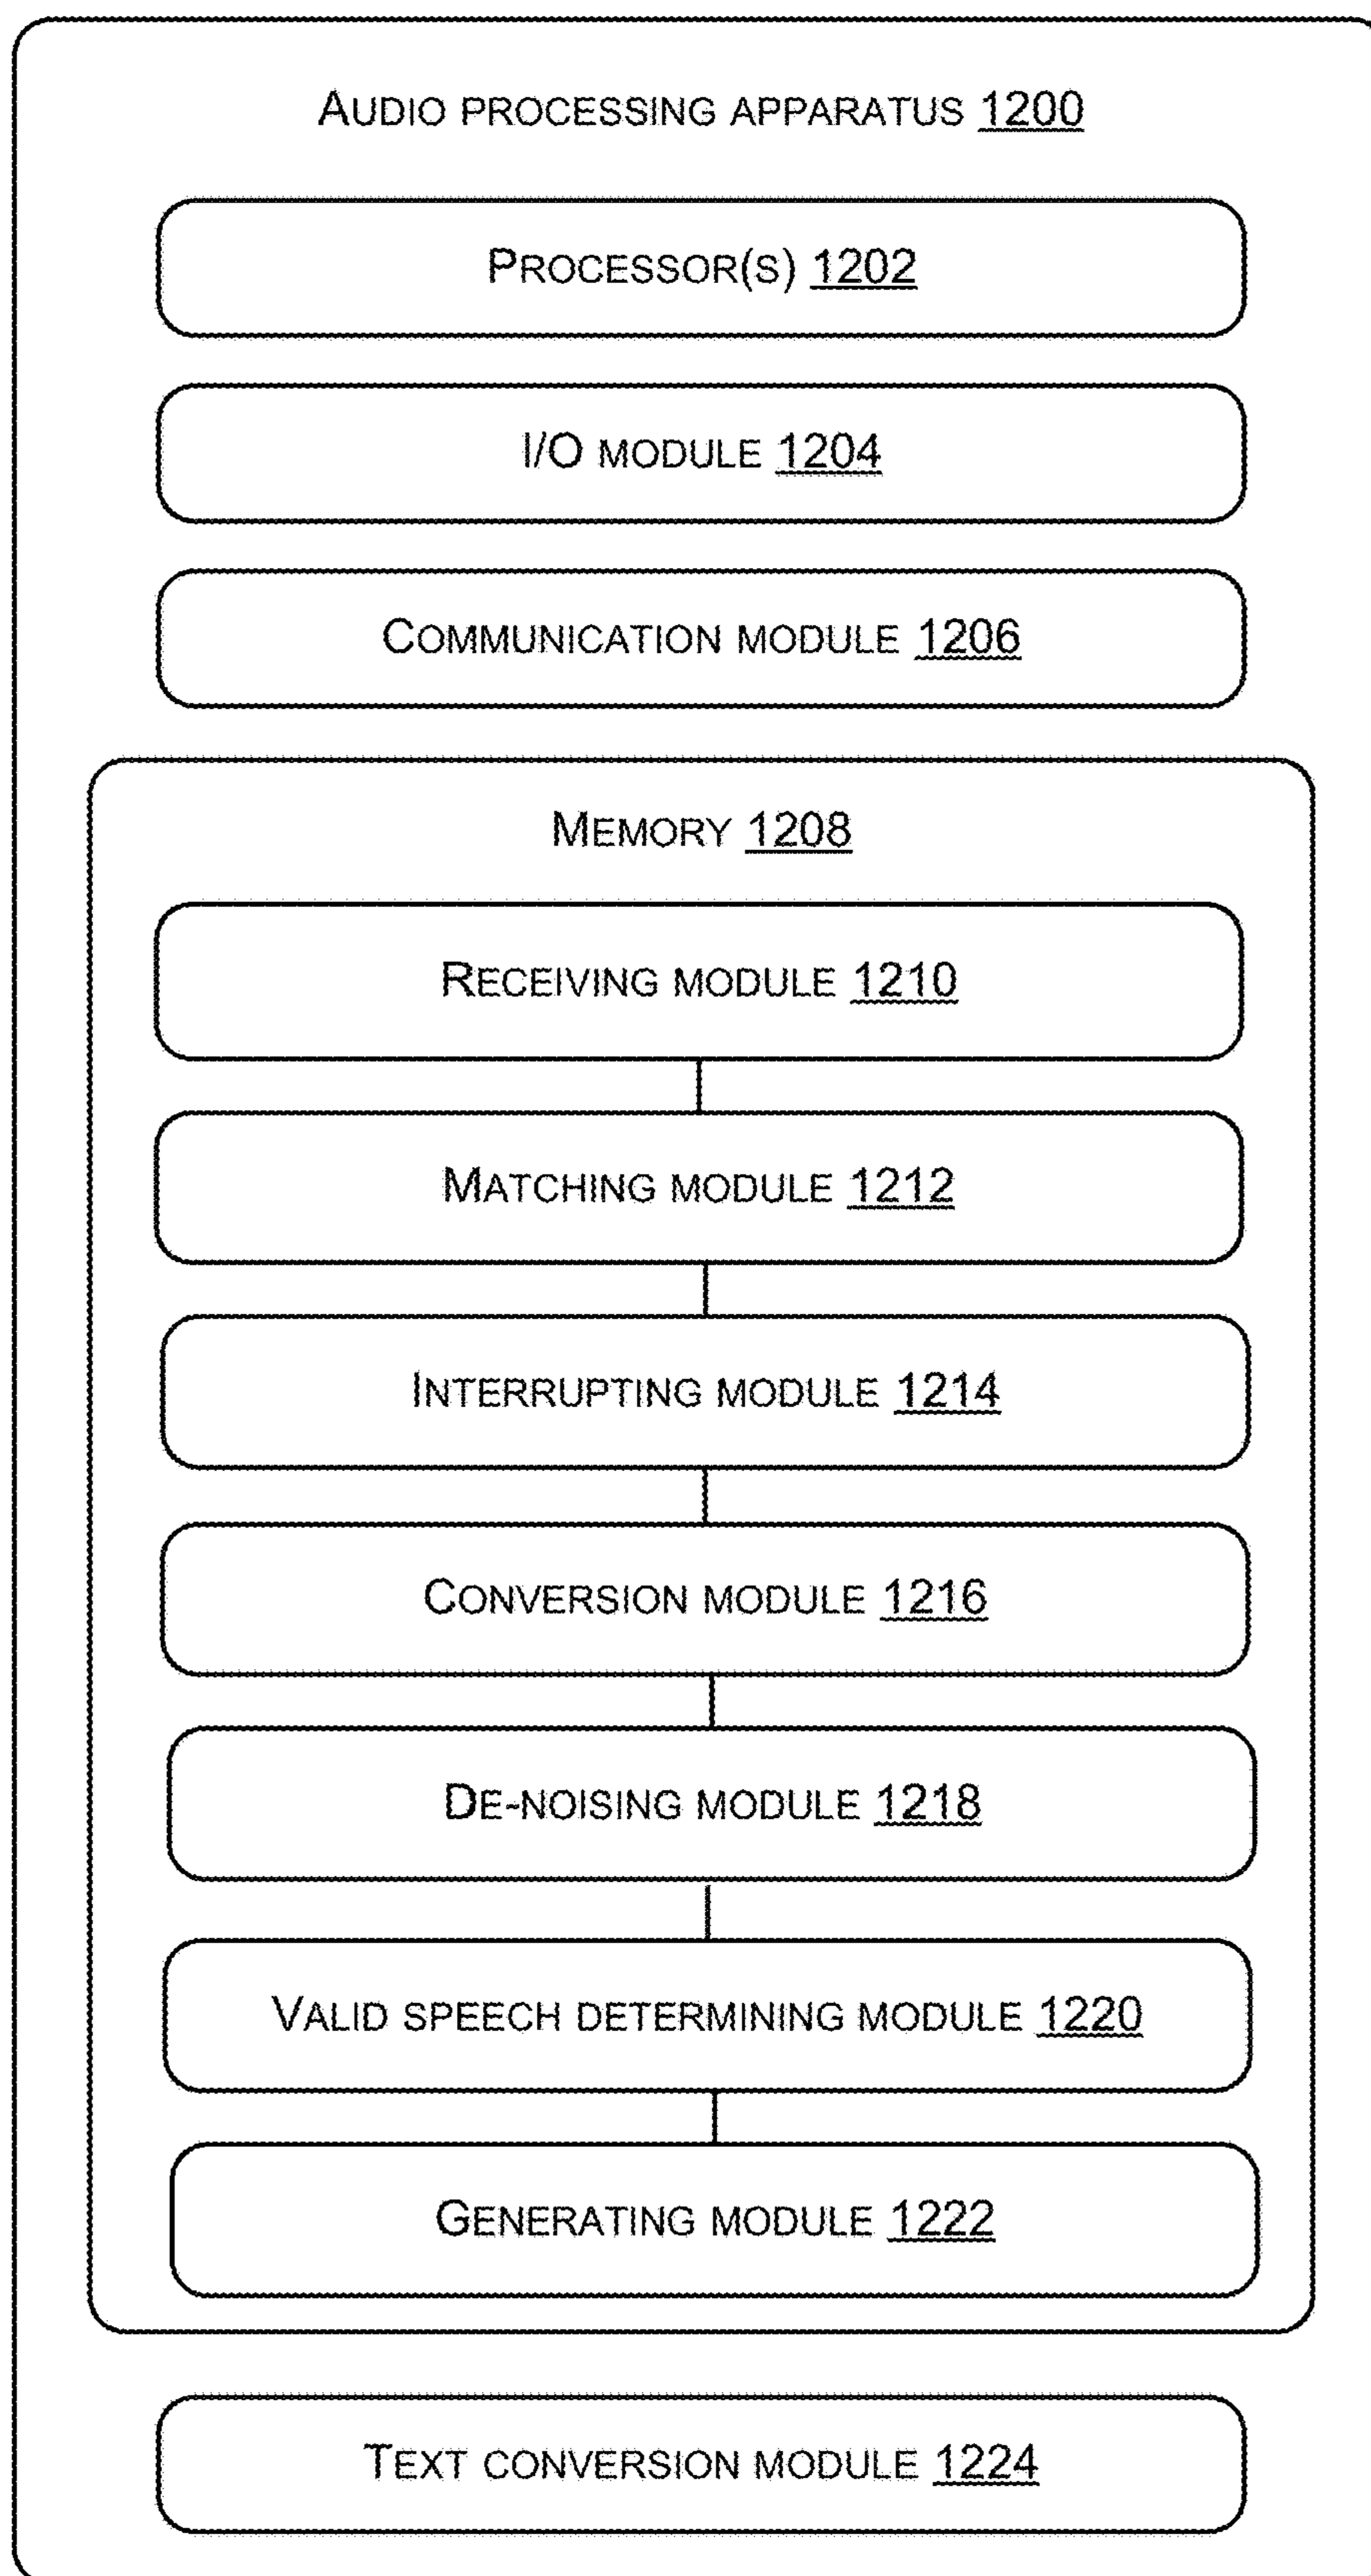 AUDIO PROCESSING APPARATUS 1200
PROCESSOR(S) 1202
I/O MODULE 1204
COMMUNICATION MODULE 1206
MEMORY 1208
RECEIVING MODULE 1210
MATCHING MODULE 1212
INTERRUPTING MODULE 1214
CONVERSION MODULE 1216
DE-NOISING MODULE 1218
VALID SPEECH DETERMINING MODULE 1220
GENERATING MODULE 1222
TEXT CONVERSION MODULE 1224